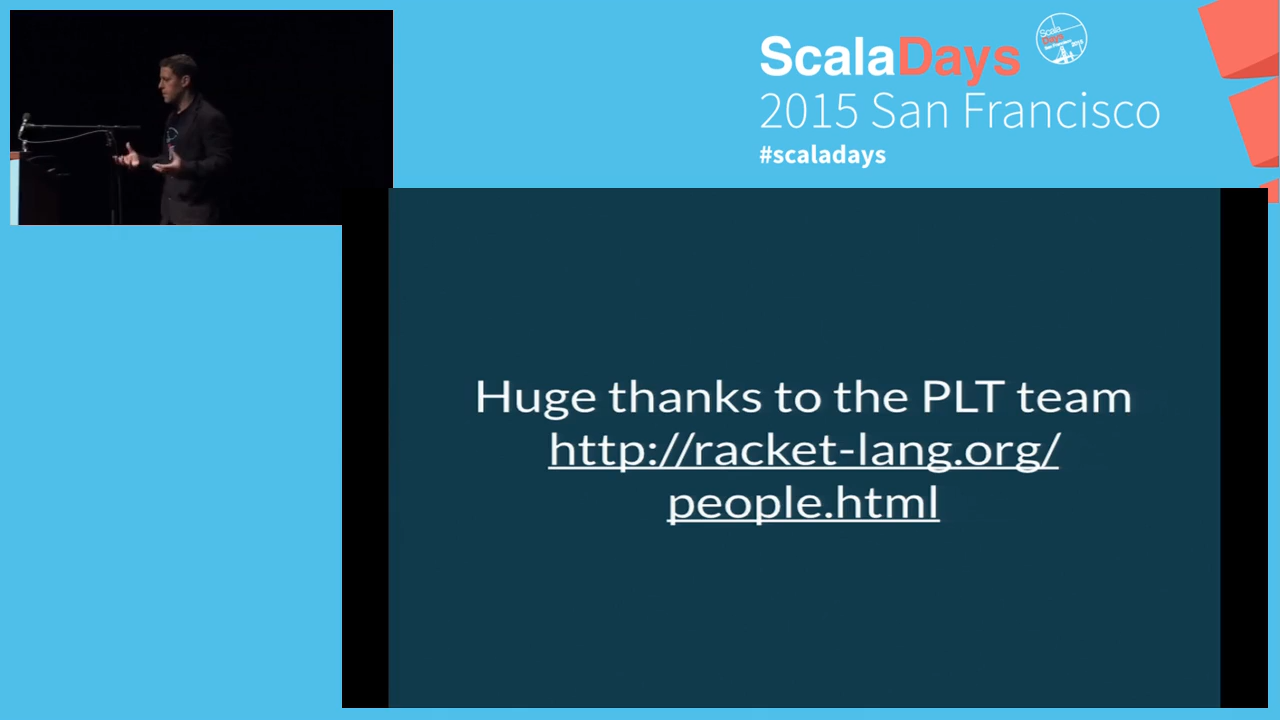 ScalaDays
2015 San Francisco
#scaladays
Huge thanks to the PLT team
http://racket-lang.org/
people.html